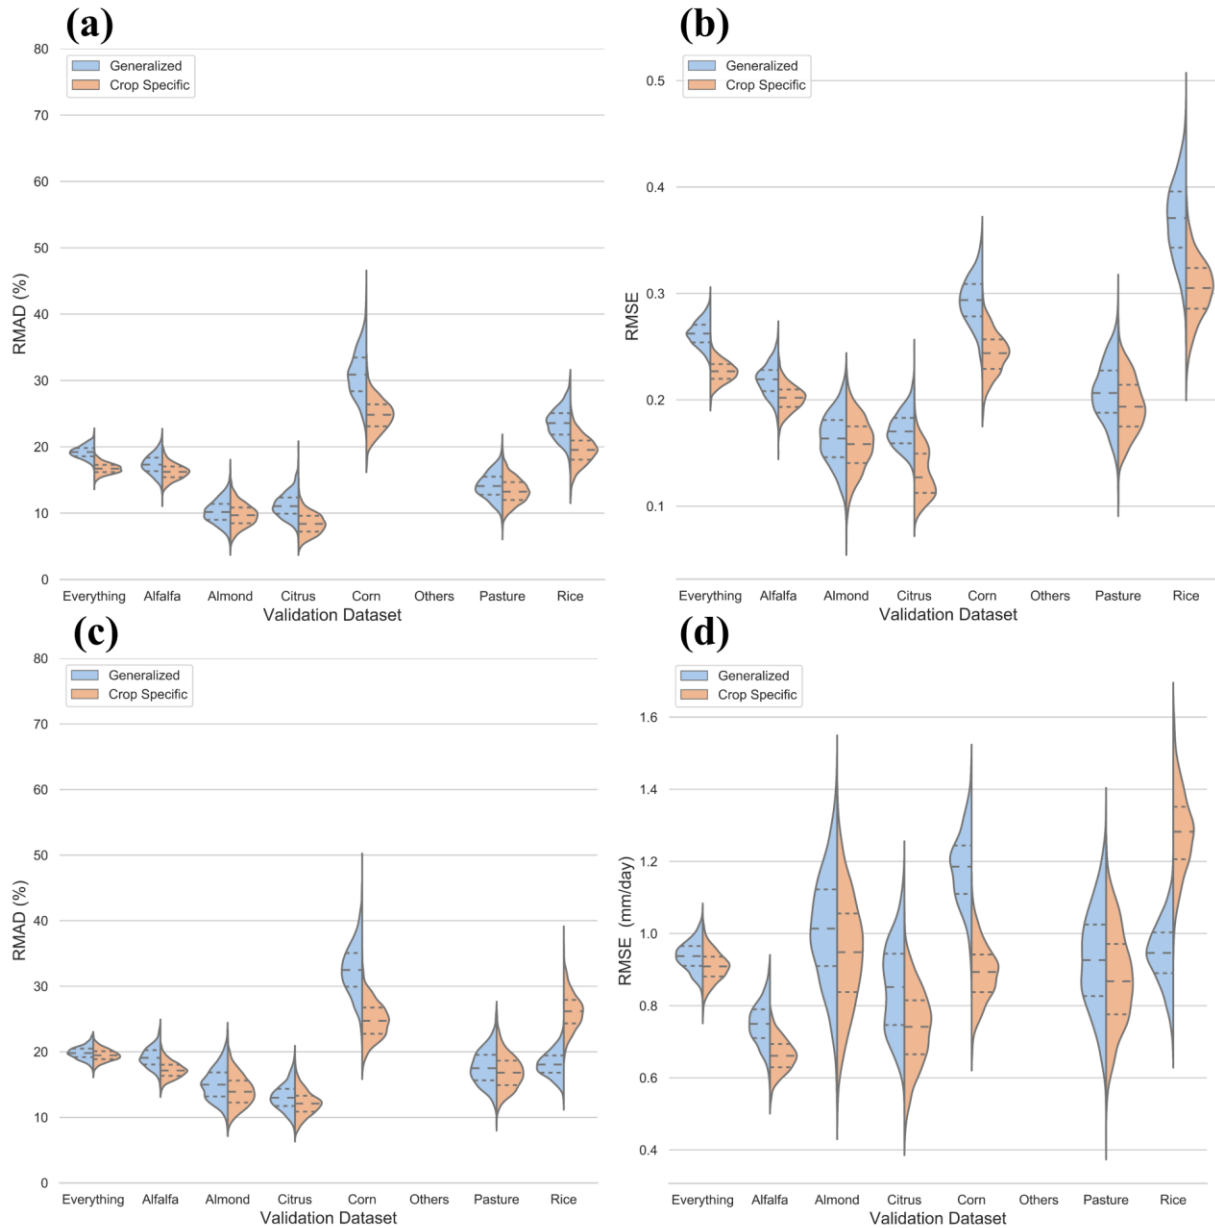 (a)
80
70
60
50
40
30
20
10
0
RMAD (%)
Generalized
Crop Specific
Everything Alfalfa Almond Citrus Corn Others Pasture Rice
Validation Dataset
(b)
0.5
0.4
0.3
0.2
0.1
RMSE
Generalized
Crop Specific
Everything Alfalfa Almond Citrus Corn Others Pasture Rice
Validation Dataset
(c)
80
70
60
50
40
30
20
10
0
RMAD (%)
Generalized
Crop Specific
Everything Alfalfa Almond Citrus Corn Others Pasture Rice
Validation Dataset
(d)
1.6
1.4
1.2
1.0
0.8
0.6
0.4
RMSE (mm/day)
Generalized
Crop Specific
Everything Alfalfa Almond Citrus Corn Others Pasture Rice
Validation Dataset